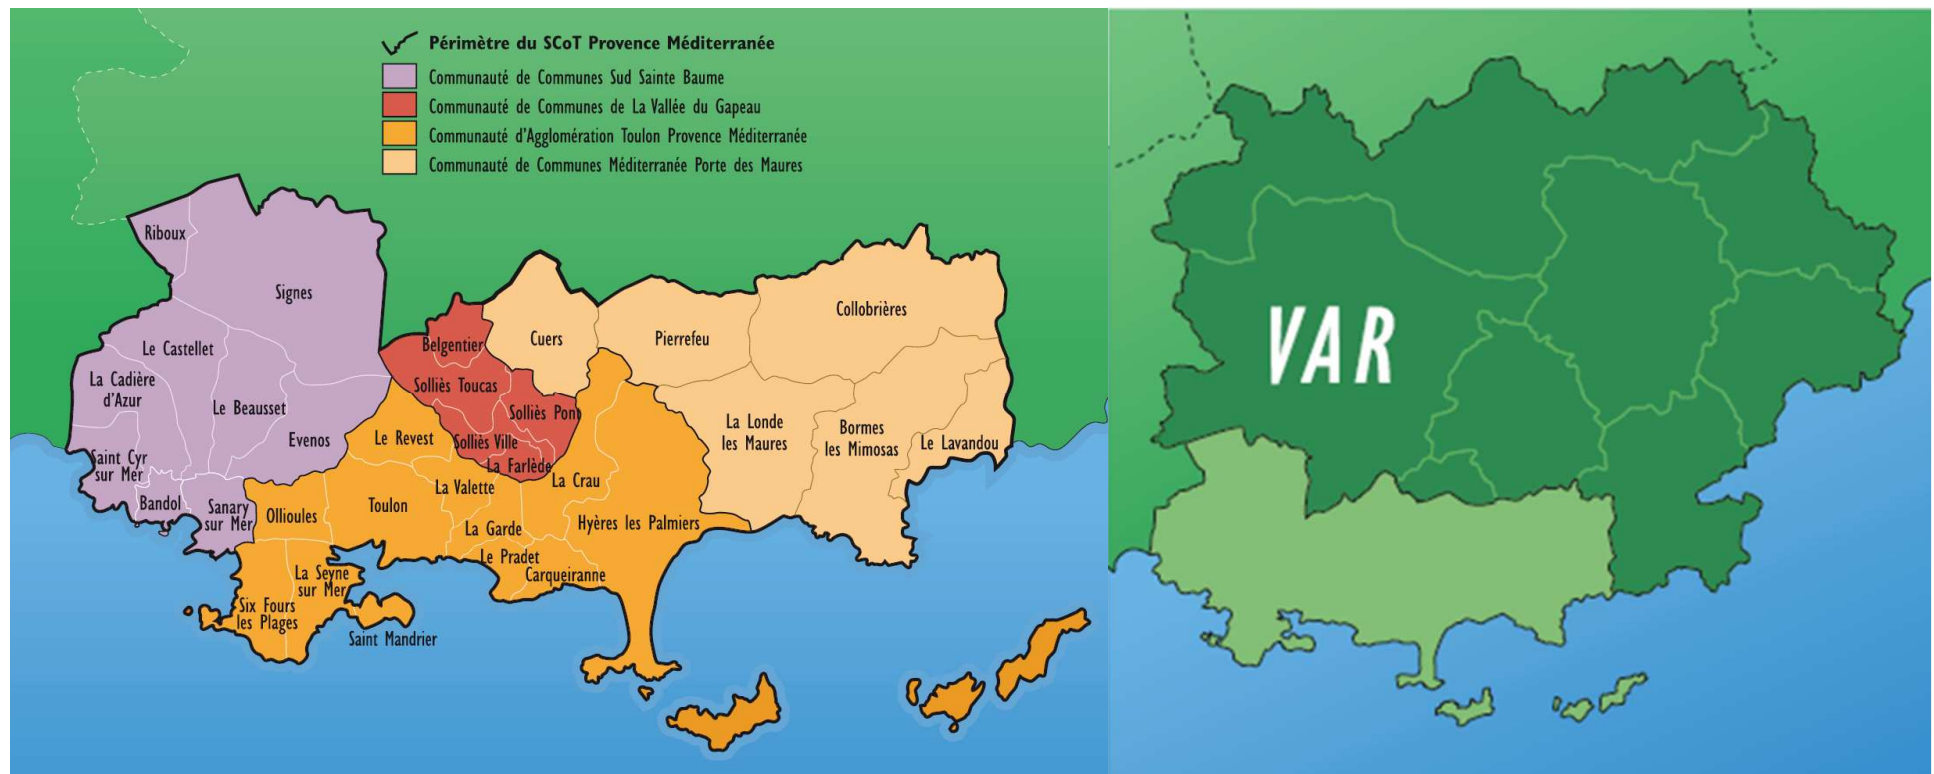 Périmètre du SCoT Provence Méditerranée
Communauté de Communes Sud Sainte Baume
Communauté de Communes de La Vallée du Gapeau
Communauté d'Agglomération Toulon Provence Méditerranée
Communauté de Communes Méditerranée Porte des Maures
Riboux
Signes
Le Castellet
La Cadière
d'Azur
Le Beausset
Evenos
Saint Cyr
sur Mer
Bandol
Sanary
sur Mer
Belgentier
Solliès Toucas
Solliès Pont
Solliès Ville
La Farlède
Cuers
Pierrefeu
Collobrières
La Londe
les Maures
Bormes
les Mimosas
Le Lavandou
Le Revest
Toulon
Ollioules
La Valette
La Crau
La Garde
Hyères les Palmiers
Le Pradet
Carqueiranne
La Seyne
sur Mer
Six Fours
les Plages
Saint Mandrier
VAR